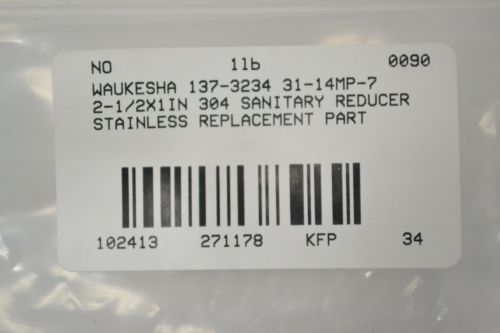 NO 1lb 0090
WAUKESHA 137-3234 31-14MP-7
2-1/2X1IN 304 SANITARY REDUCER
STAINLESS REPLACEMENT PART
102413 271178 KFP 34